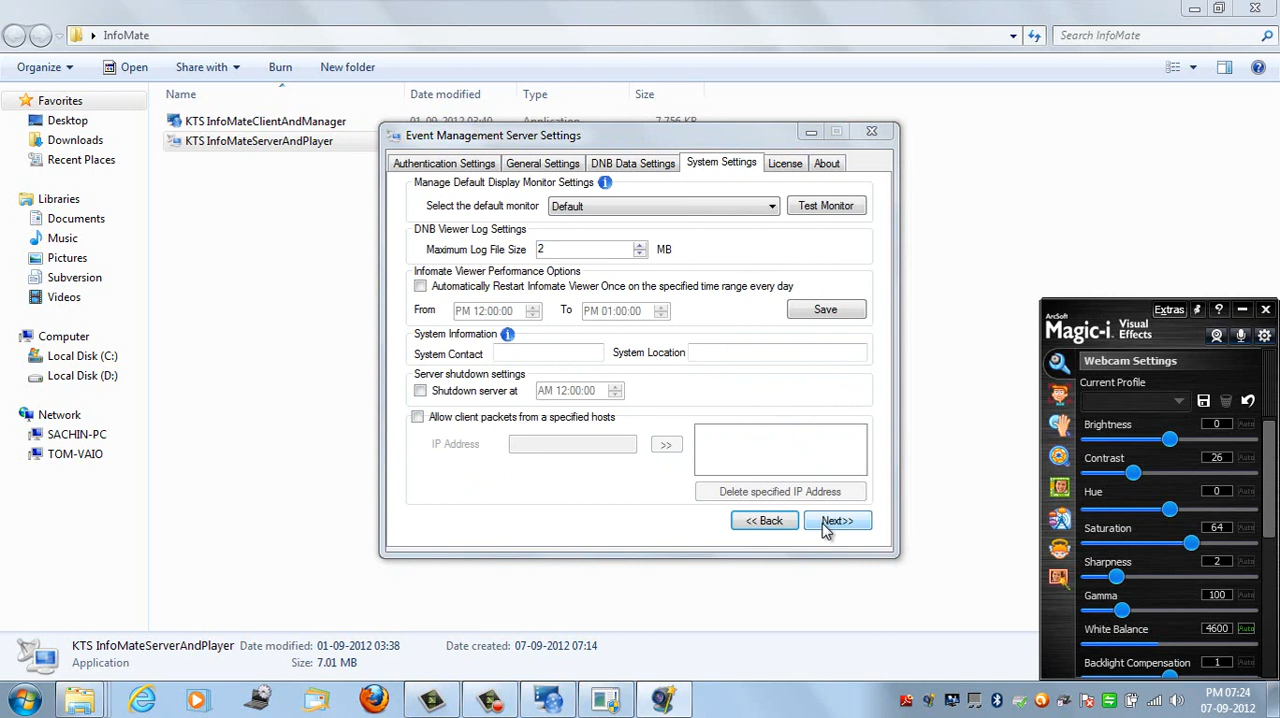 InfoMate
Search InfoMate
Organize
Open
Share with
Burn
New folder
Favorites
Desktop
Downloads
Recent Places
Libraries
Documents
Music
Pictures
Subversion
Videos
Computer
Local Disk (C:)
Local Disk (D:)
Network
SACHIN-PC
TOM-VAIO
Name
Date modified
Type
Size
KTS InfoMateClientAndManager
KTS InfoMateServerAndPlayer
Event Management Server Settings
Authentication Settings
General Settings
DNB Data Settings
System Settings
License
About
Manage Default Display Monitor Settings
Select the default monitor
Default
Test Monitor
DNB Viewer Log Settings
Maximum Log File Size
2
MB
Infomate Viewer Performance Options
Automatically Restart Infomate Viewer Once on the specified time range every day
From
PM 12:00:00
To
PM 01:00:00
Save
System Information
System Contact
System Location
Server shutdown settings
Shutdown server at
AM 12:00:00
Allow client packets from a specified hosts
IP Address
>>
Delete specified IP Address
<< Back
Next>>
ArcSoft
Magic-i Visual Effects
Extras
Webcam Settings
Current Profile
Brightness 0 Auto
Contrast 26 Auto
Hue 0 Auto
Saturation 64 Auto
Sharpness 2 Auto
Gamma 100 Auto
White Balance 4600 Auto
Backlight Compensation 1 Auto
KTS InfoMateServerAndPlayer
Date modified: 01-09-2012 03:38
Date created: 07-09-2012 07:14
Application
Size: 7.01 MB
PM 07:24
07-09-2012